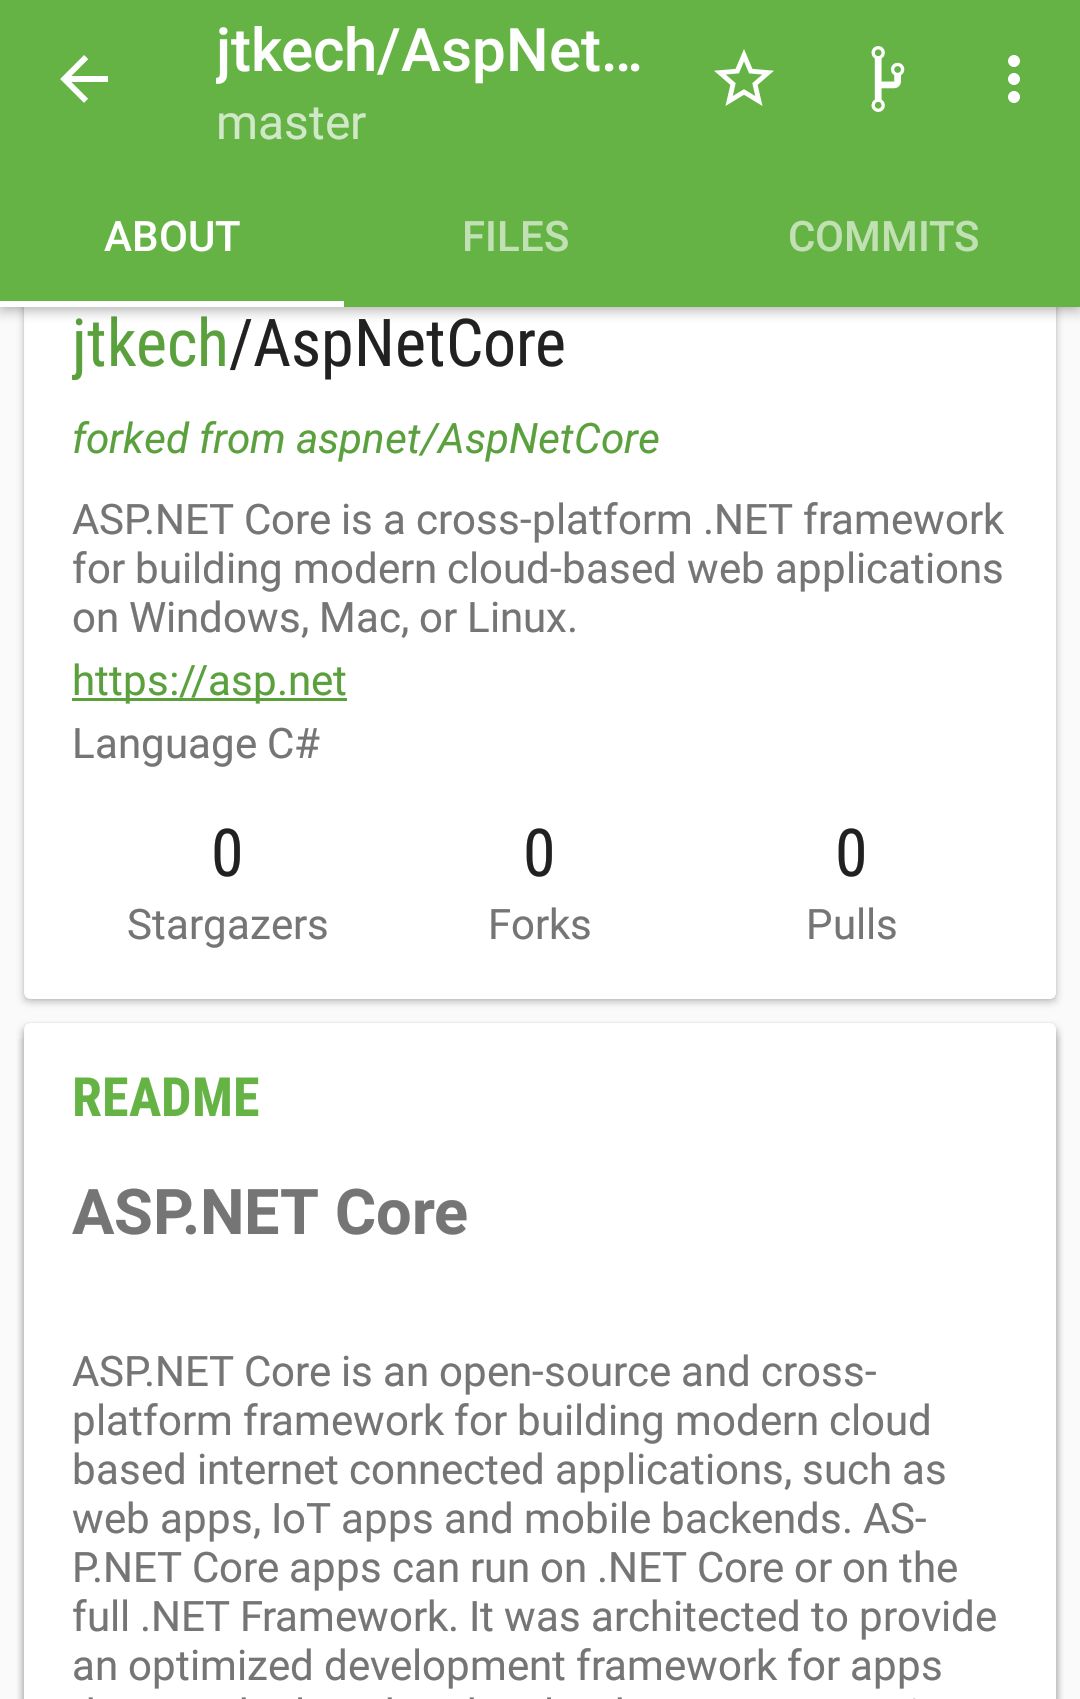 jtkech/AspNet...
master
ABOUT
FILES
COMMITS
jtkech/AspNetCore
forked from aspnet/AspNetCore
ASP.NET Core is a cross-platform .NET framework
for building modern cloud-based web applications
on Windows, Mac, or Linux.
https://asp.net
Language C#
0
Stargazers
0
Forks
0
Pulls
README
ASP.NET Core
ASP.NET Core is an open-source and cross-
platform framework for building modern cloud
based internet connected applications, such as
web apps, IoT apps and mobile backends. AS-
P.NET Core apps can run on .NET Core or on the
full .NET Framework. It was architected to provide
an optimized development framework for apps